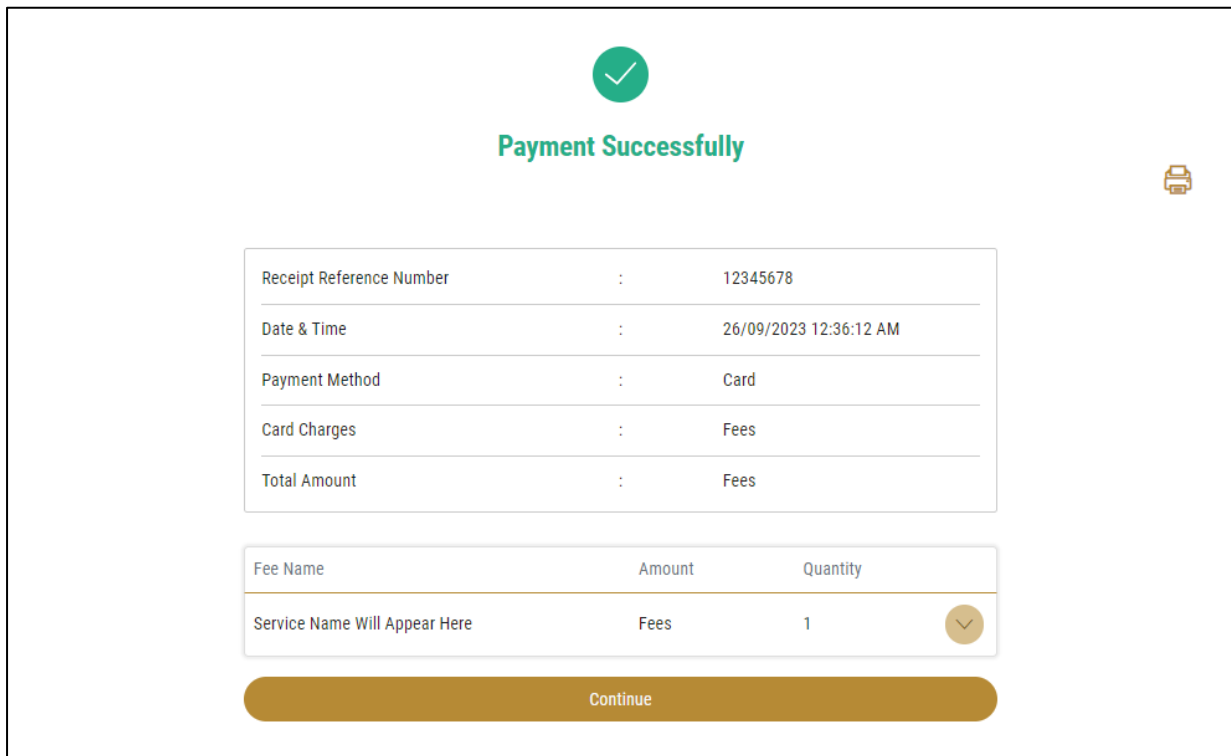 Payment Successfully
Receipt Reference Number : 12345678
Date & Time : 26/09/2023 12:36:12 AM
Payment Method : Card
Card Charges : Fees
Total Amount : Fees
Fee Name Amount Quantity
Service Name Will Appear Here Fees 1
Continue